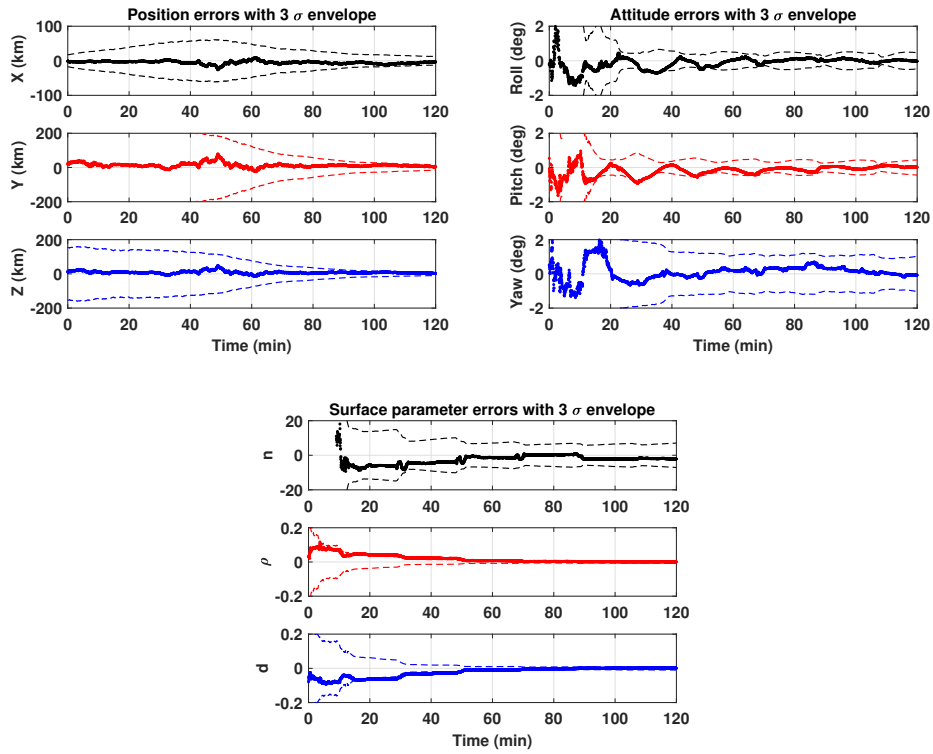 Position errors with 3 σ envelope
100
0
-100
X (km)
0 20 40 60 80 100 120
200
0
-200
Y (km)
0 20 40 60 80 100 120
200
0
-200
Z (km)
0 20 40 60 80 100 120
Time (min)
Attitude errors with 3 σ envelope
2
0
-2
Roll (deg)
0 20 40 60 80 100 120
2
0
-2
Pitch (deg)
0 20 40 60 80 100 120
2
0
-2
Yaw (deg)
0 20 40 60 80 100 120
Time (min)
Surface parameter errors with 3 σ envelope
20
0
-20
n
0 20 40 60 80 100 120
0.2
0
-0.2
ρ
0 20 40 60 80 100 120
0.2
0
-0.2
d
0 20 40 60 80 100 120
Time (min)